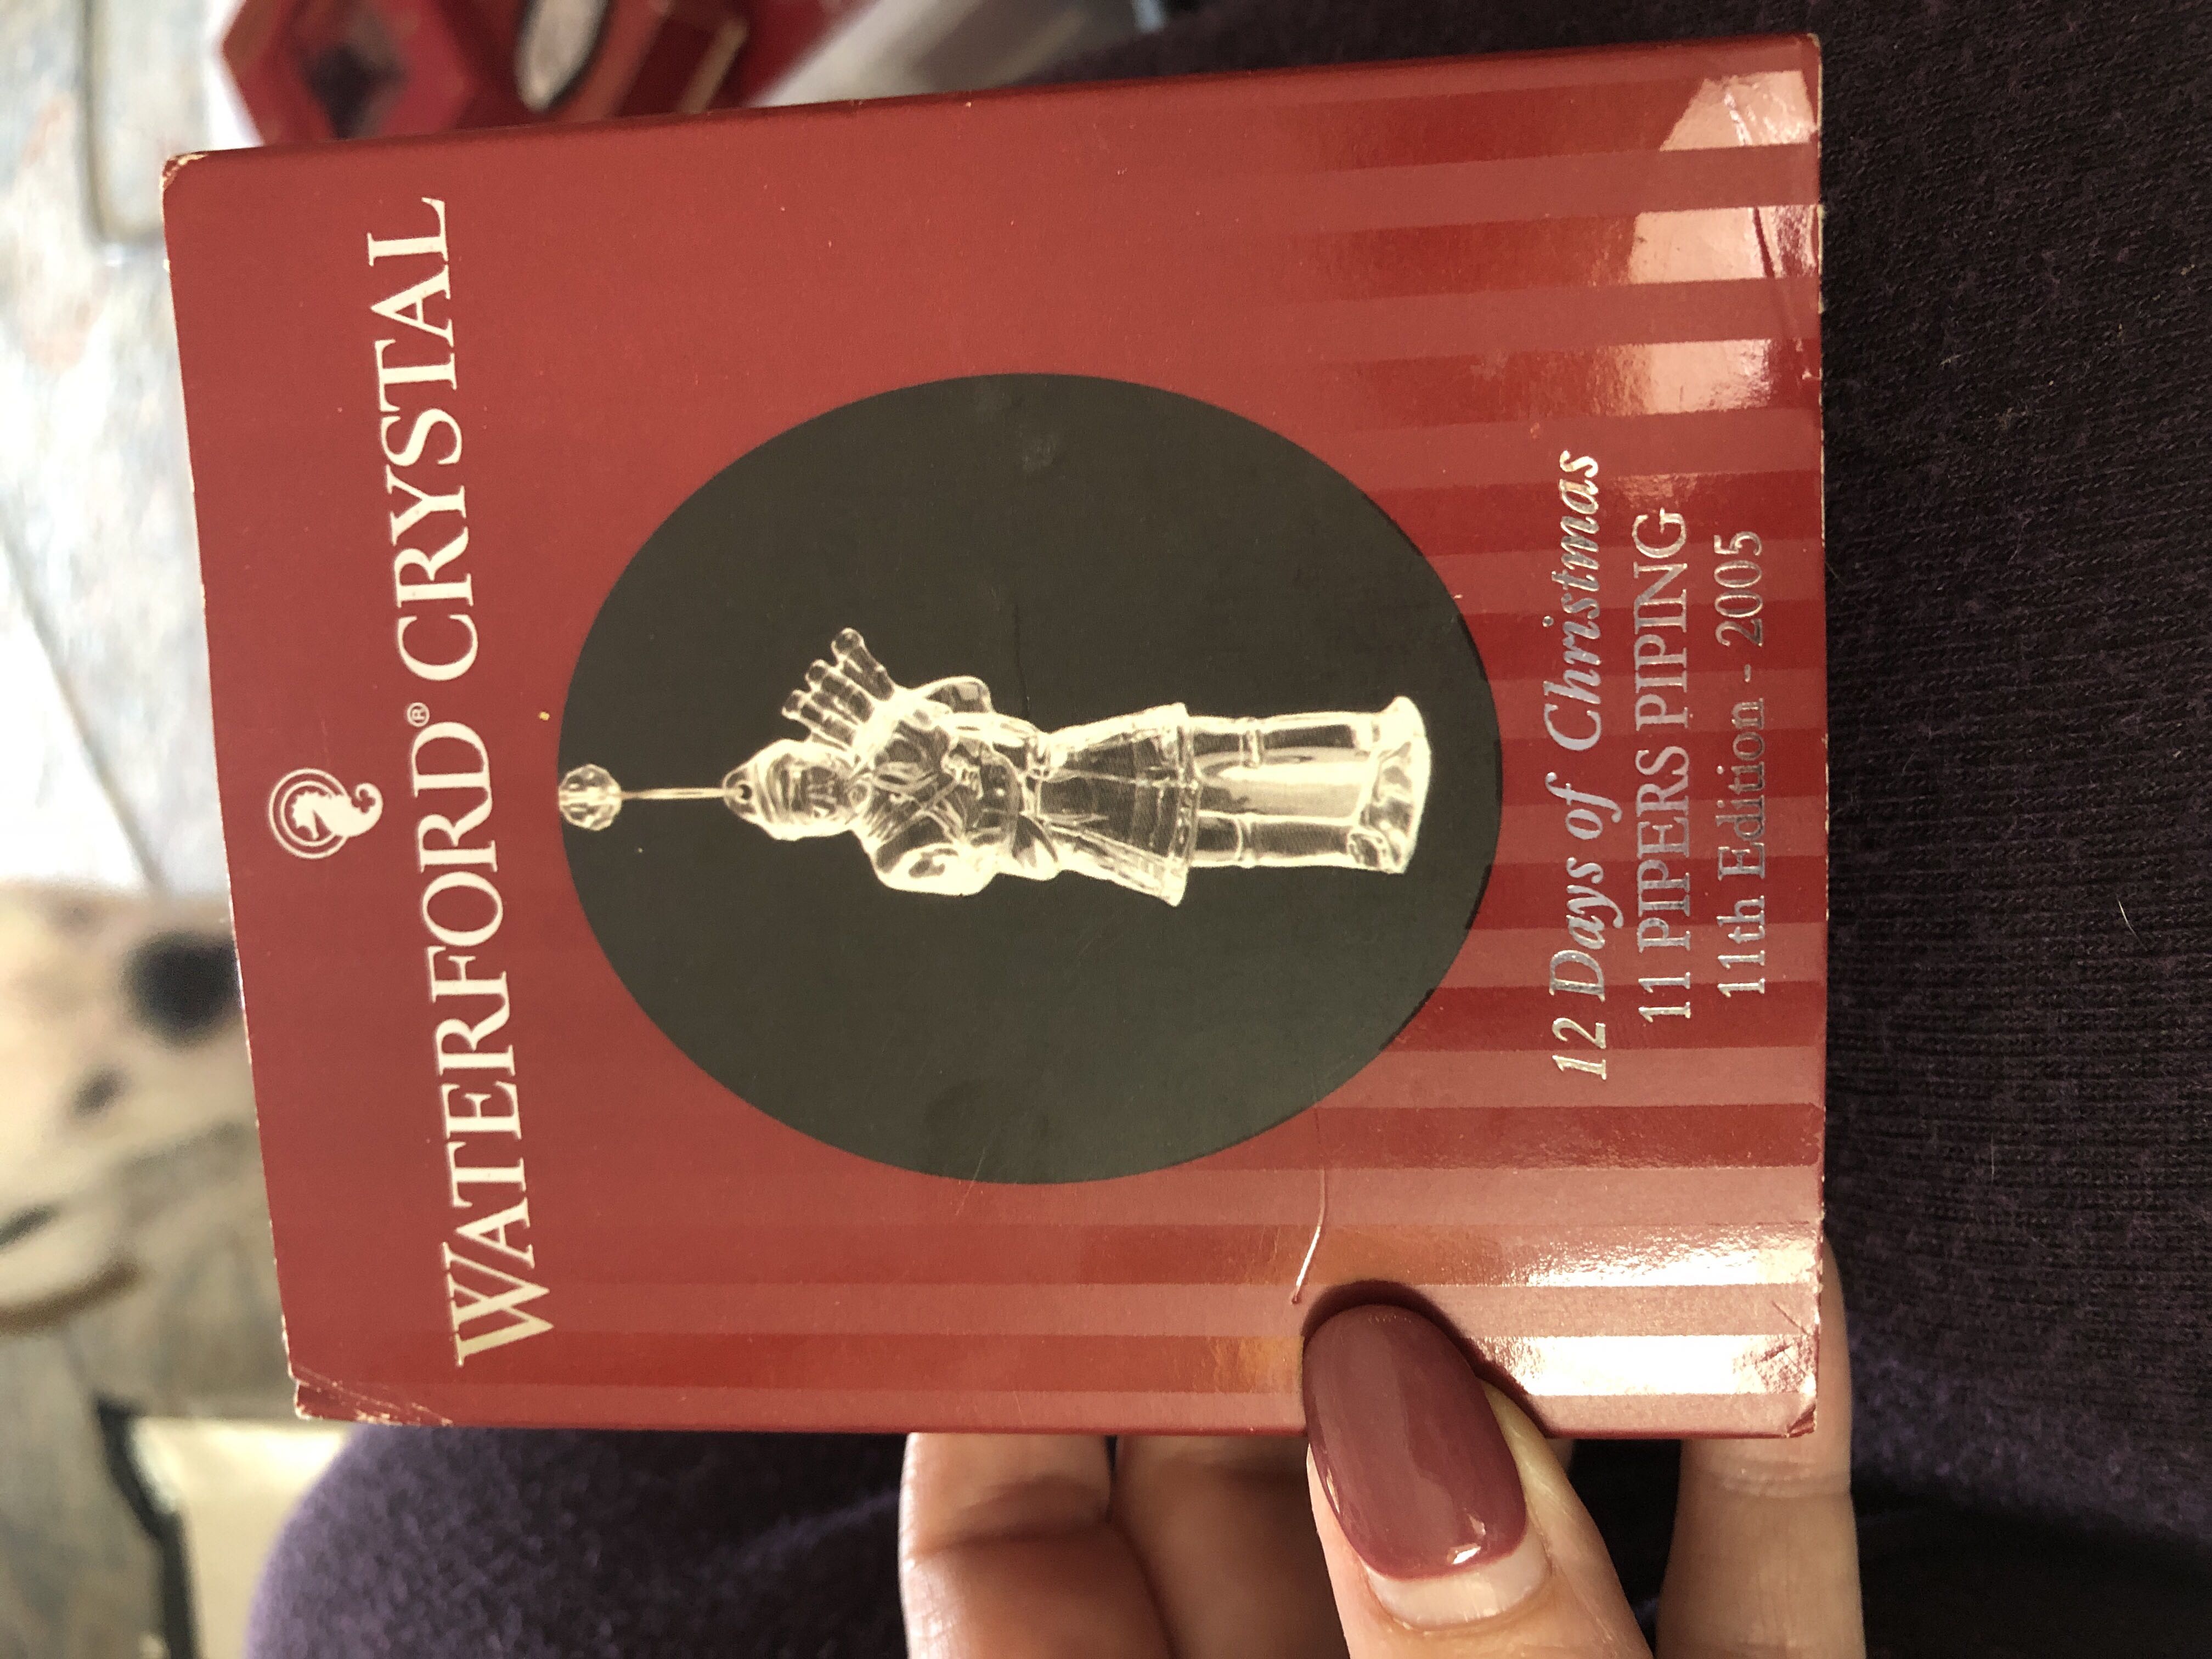 WATERFORD® CRYSTAL
12 Days of Christmas
11 PIPERS PIPING
11th Edition - 2005